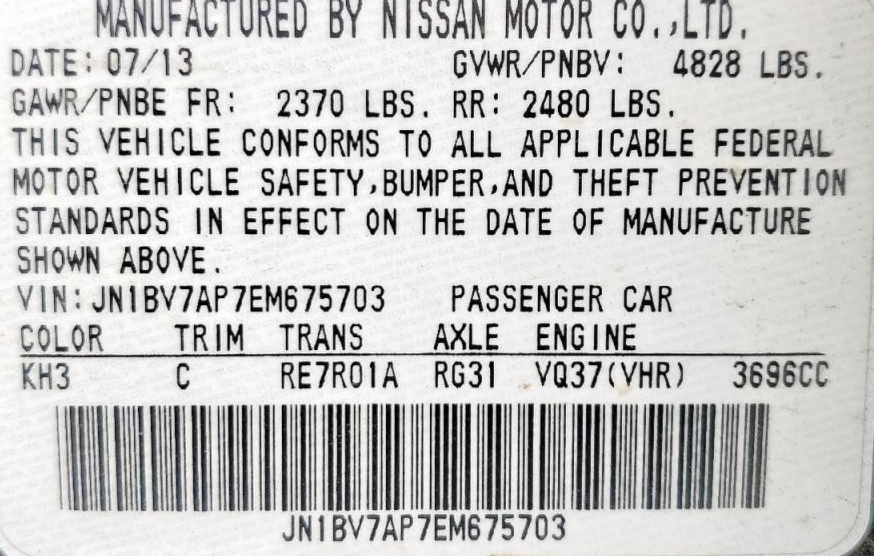 MANUFACTURED BY NISSAN MOTOR CO.,LTD.
DATE: 07/13 GVWR/PNBV: 4828 LBS.
GAWR/PNBE FR: 2370 LBS. RR: 2480 LBS.
THIS VEHICLE CONFORMS TO ALL APPLICABLE FEDERAL
MOTOR VEHICLE SAFETY,BUMPER,AND THEFT PREVENTION
STANDARDS IN EFFECT ON THE DATE OF MANUFACTURE
SHOWN ABOVE.
VIN: JN1BV7AP7EM675703 PASSENGER CAR
COLOR TRIM TRANS AXLE ENGINE
KH3 C RE7R01A RG31 VQ37(VHR) 3696CC
JN1BV7AP7EM675703